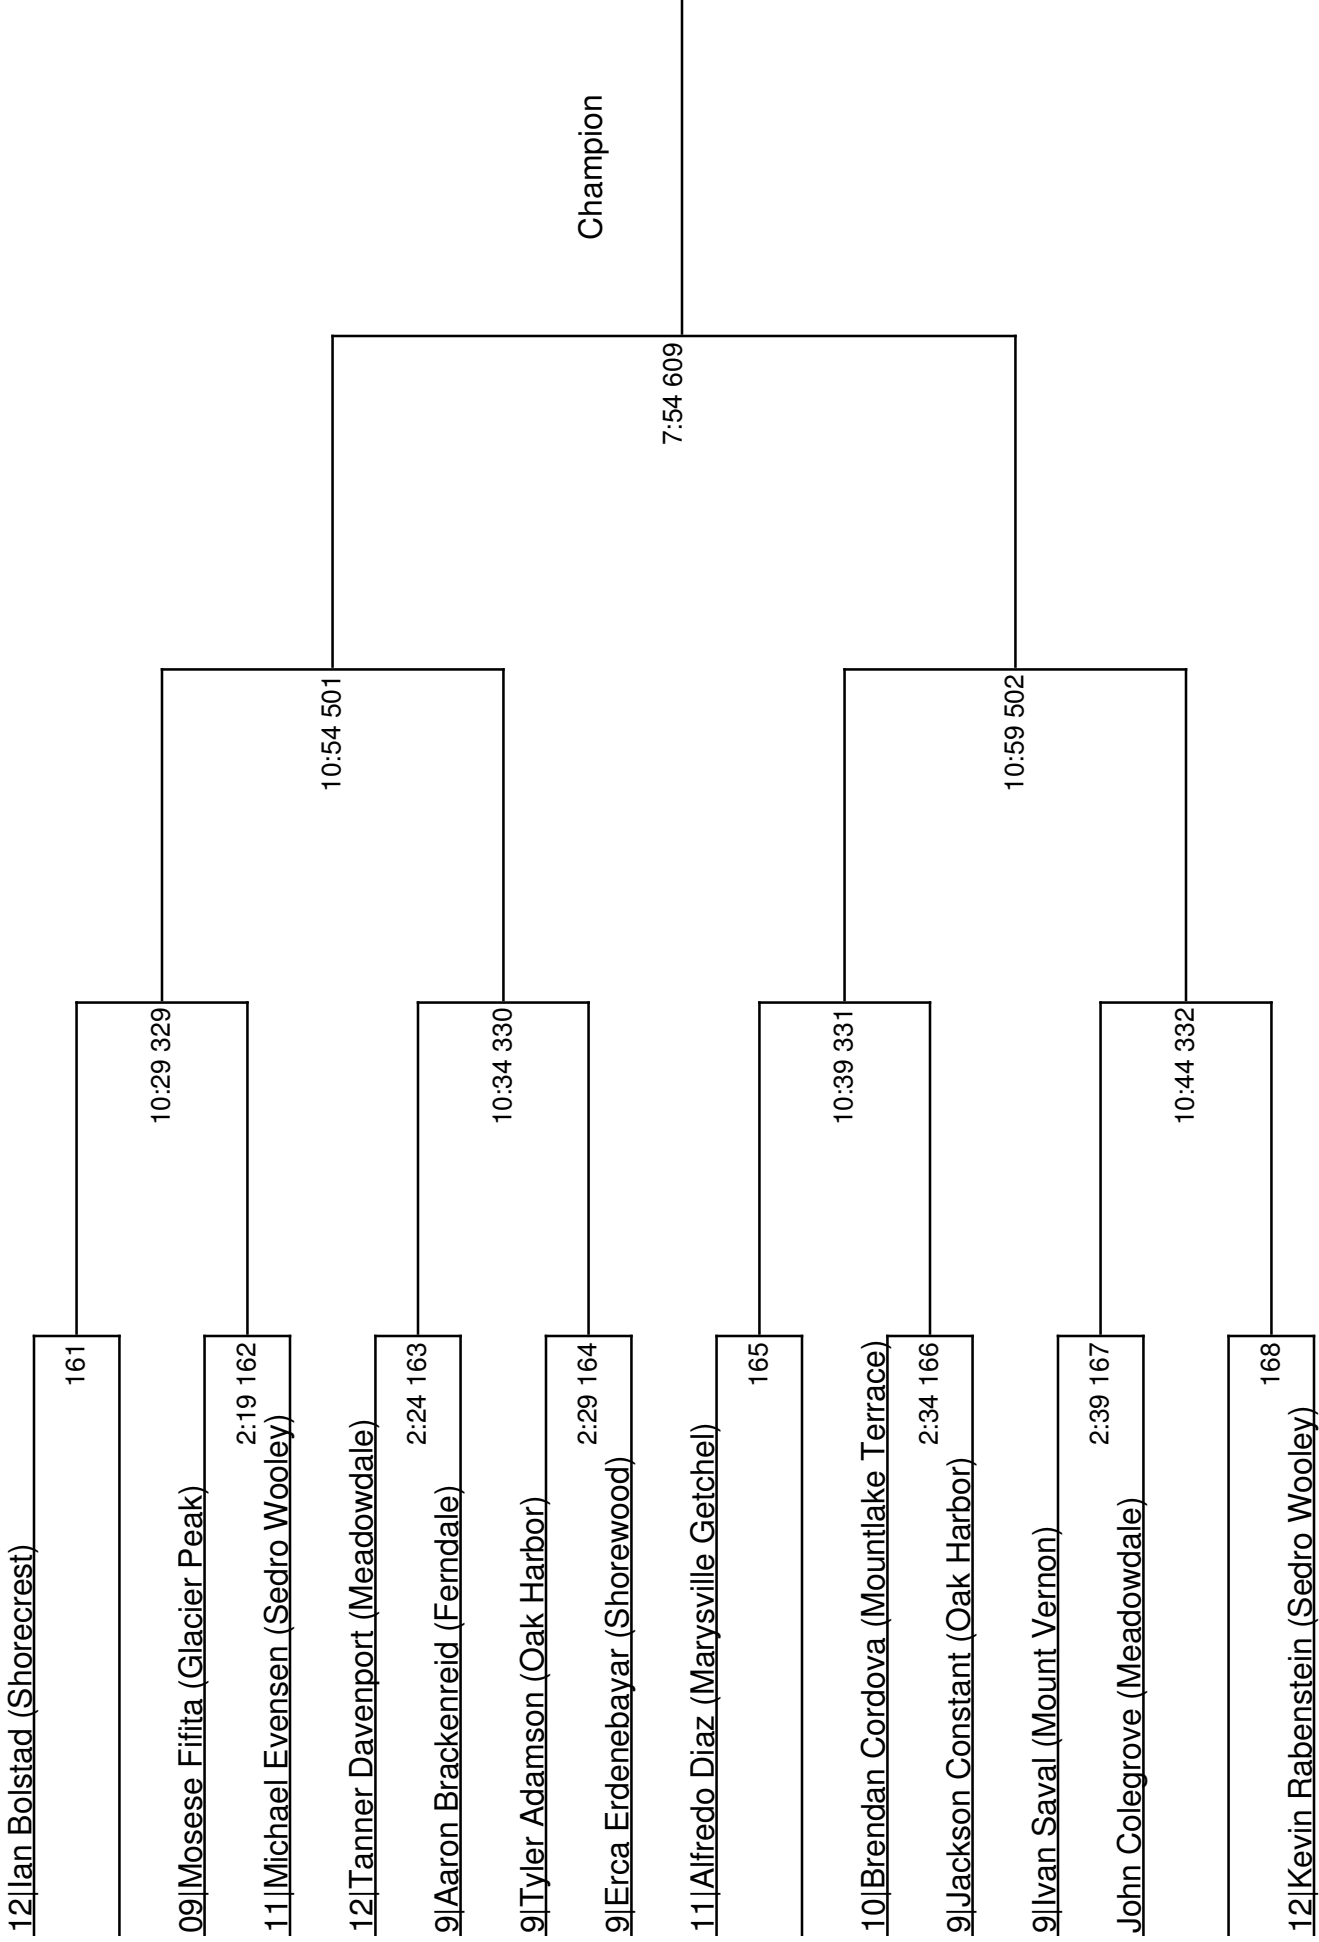 12|Ian Bolstad (Shorecrest)
161
09|Mosese Fifita (Glacier Peak)
2:19 162
11|Michael Evensen (Sedro Wooley)
10:29 329
12|Tanner Davenport (Meadowdale)
2:24 163
9|Aaron Brackenreid (Ferndale)
10:54 501
9|Tyler Adamson (Oak Harbor)
10:34 330
2:29 164
9|Erca Erdenebayar (Shorewood)
Champion
7:54 609
11|Alfredo Diaz (Marysville Getchel)
165
10:39 331
10|Brendan Cordova (Mountlake Terrace)
2:34 166
9|Jackson Constant (Oak Harbor)
10:59 502
9|Ivan Saval (Mount Vernon)
2:39 167
John Colegrove (Meadowdale)
10:44 332
168
12|Kevin Rabenstein (Sedro Wooley)